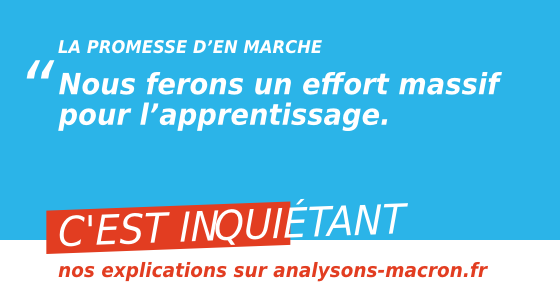 LA PROMESSE D’EN MARCHE
“Nous ferons un effort massif
pour l’apprentissage.
C'EST INQUIÉTANT
nos explications sur analysons-macron.fr